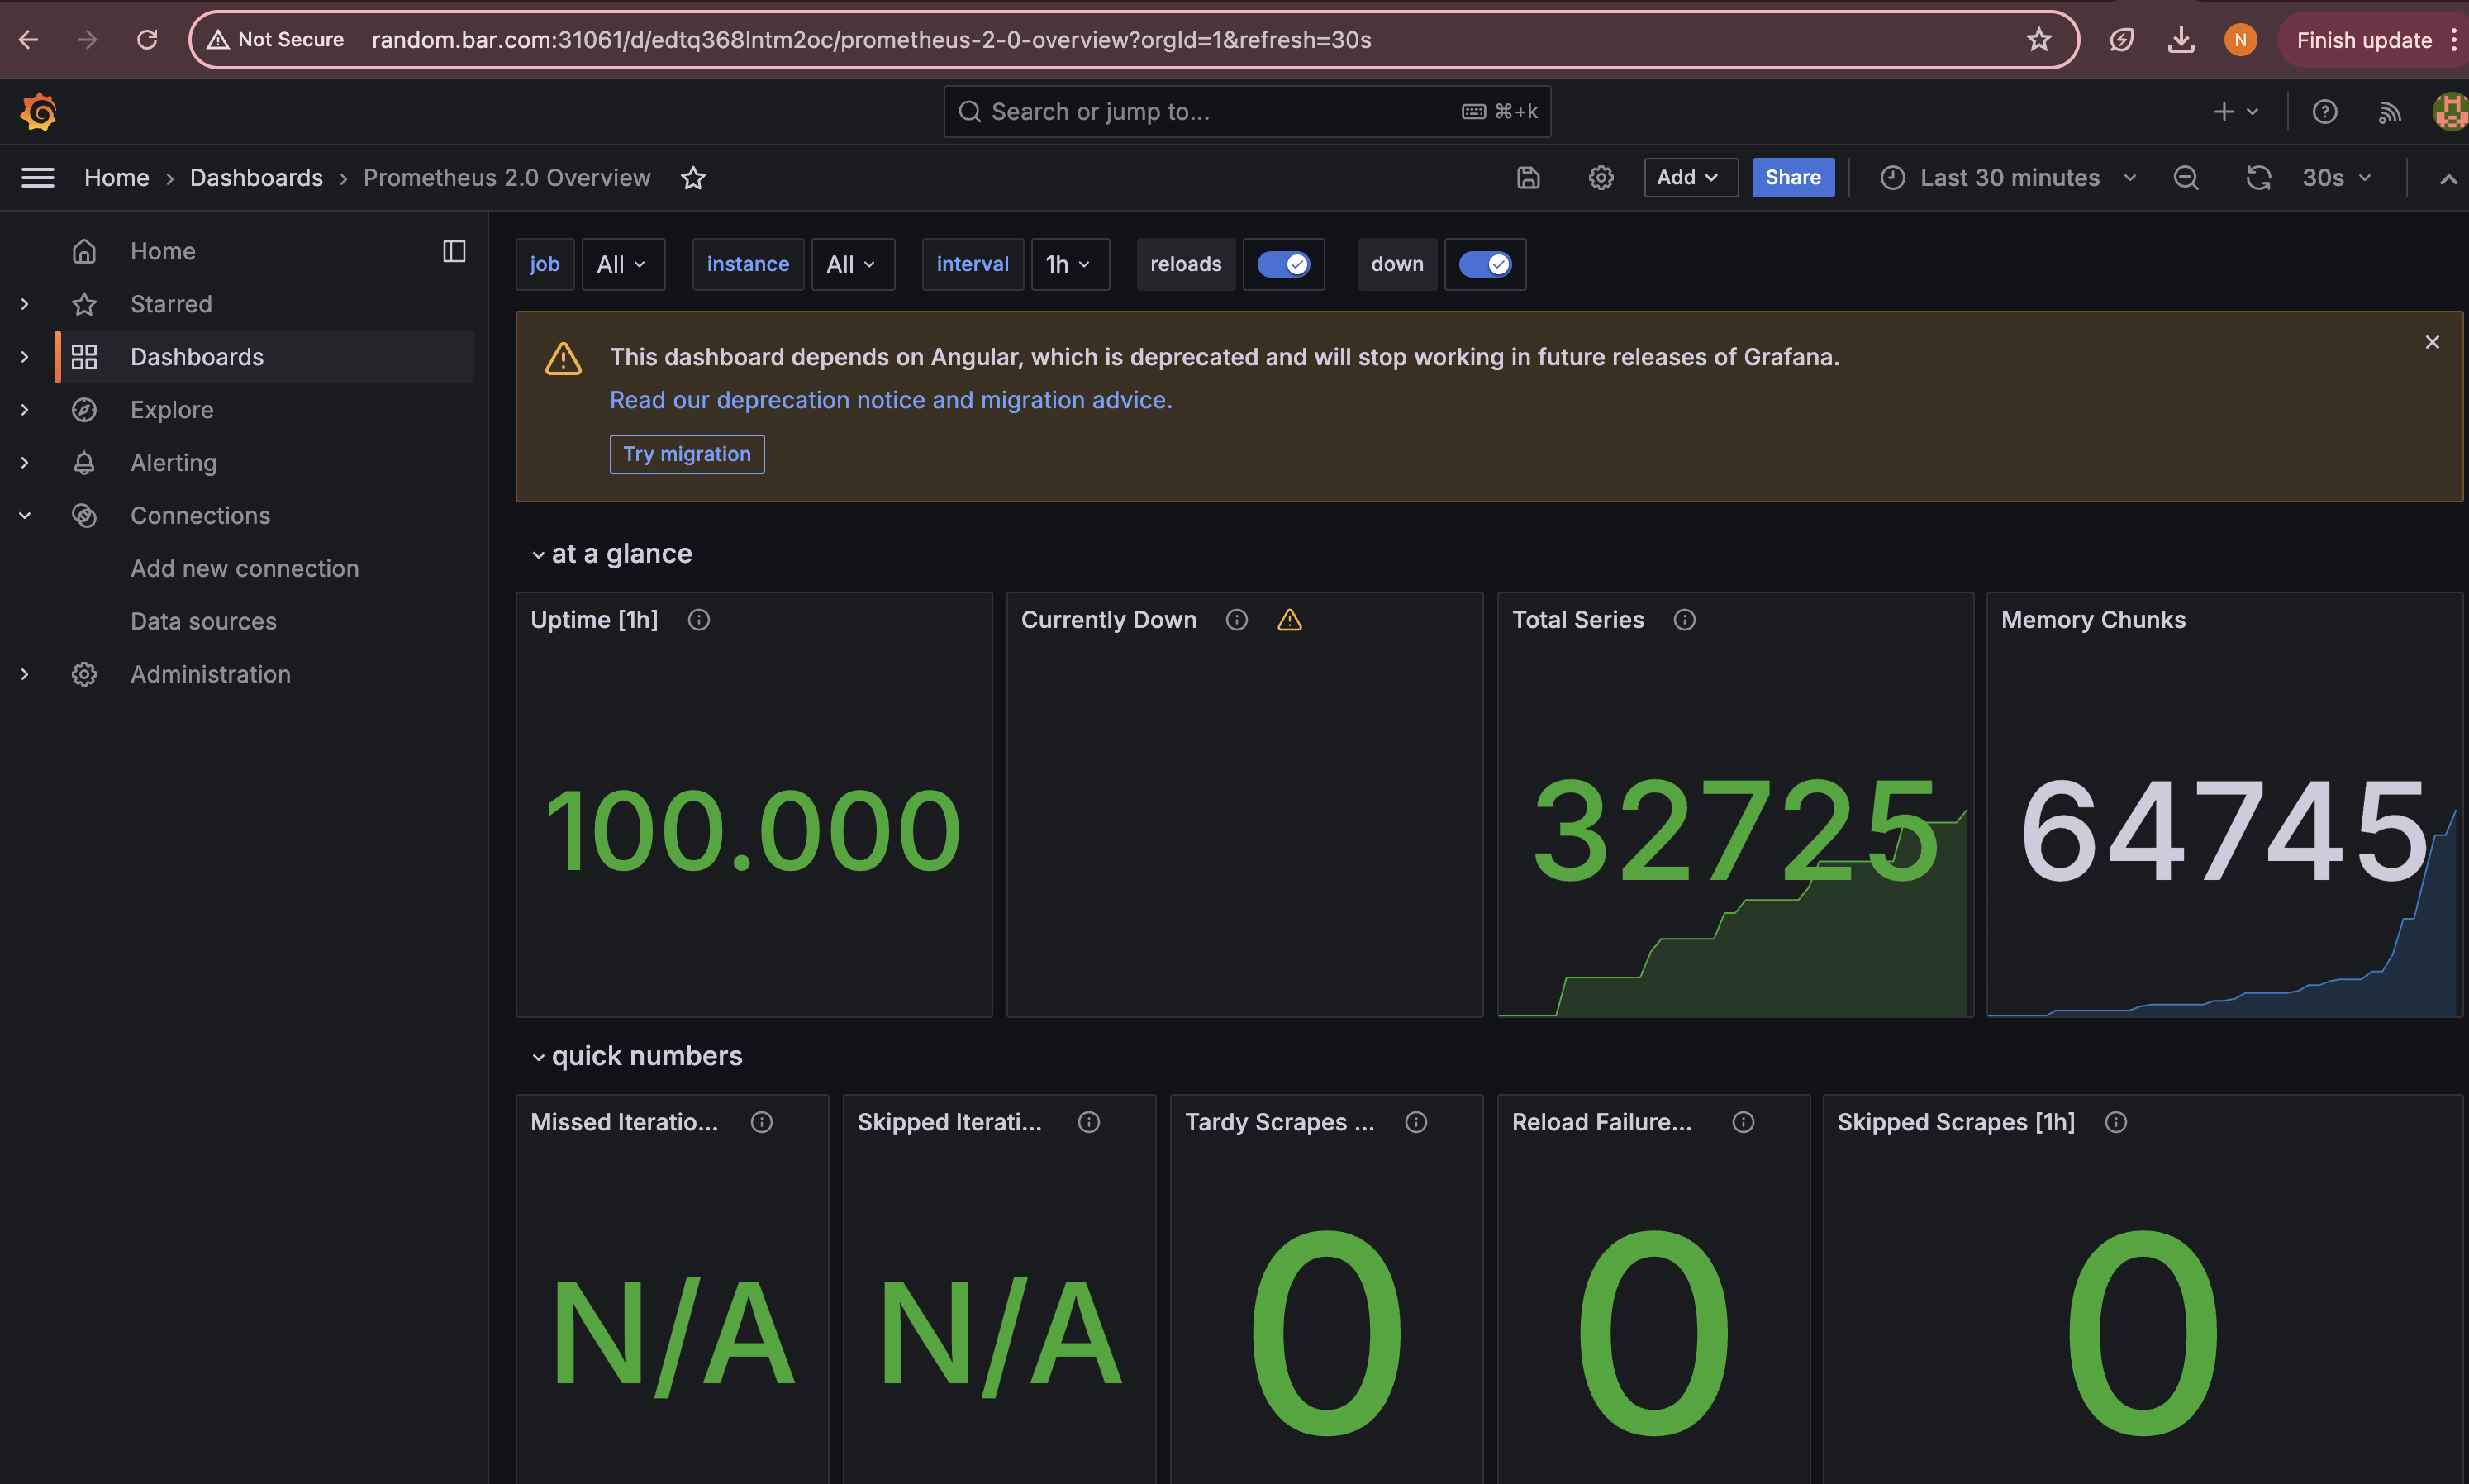 Not Secure random.bar.com:31061/d/edtq368lntm2oc/prometheus-2-0-overview?orgId=1&refresh=30s N Finish update
Search or jump to... ⌘+k
Home › Dashboards › Prometheus 2.0 Overview Add Share Last 30 minutes 30s
Home
Starred
Dashboards
Explore
Alerting
Connections
Add new connection
Data sources
Administration
job All instance All interval 1h reloads down
This dashboard depends on Angular, which is deprecated and will stop working in future releases of Grafana.
Read our deprecation notice and migration advice.
Try migration
at a glance
Uptime [1h] Currently Down Total Series Memory Chunks
100.000 32725 64745
quick numbers
Missed Iteratio... Skipped Iterati... Tardy Scrapes ... Reload Failure... Skipped Scrapes [1h]
N/A N/A 0 0 0